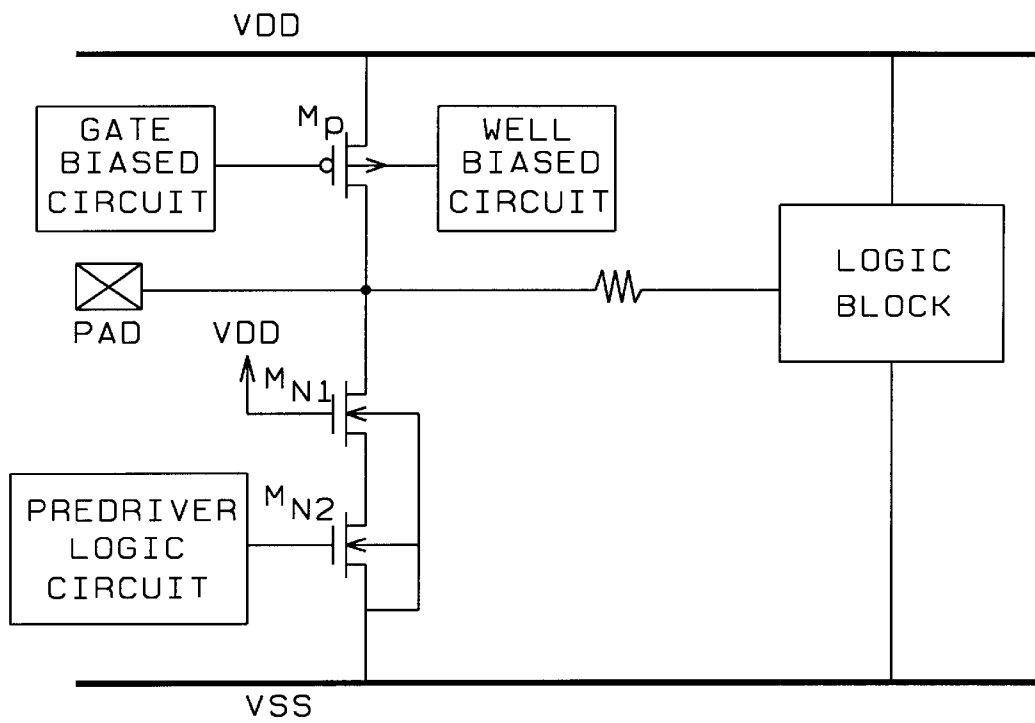 VDD
GATE
BIASED
CIRCUIT
Mp
WELL
BIASED
CIRCUIT
LOGIC
BLOCK
PAD
VDD
MN1
PREDRIVER
LOGIC
CIRCUIT
MN2
VSS